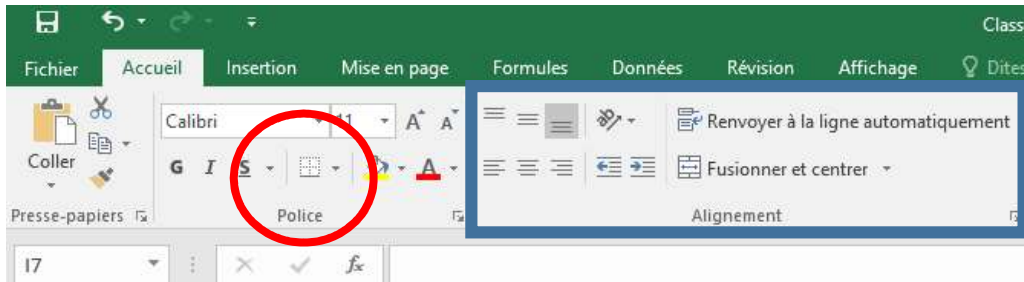 Class
Fichier Accueil Insertion Mise en page Formules Données Révision Affichage Dites
Calibri 11 A A Renvoyer à la ligne automatiquement
Coller G I S A Fusionner et centrer
Presse-papiers Police Alignement
I7 fx